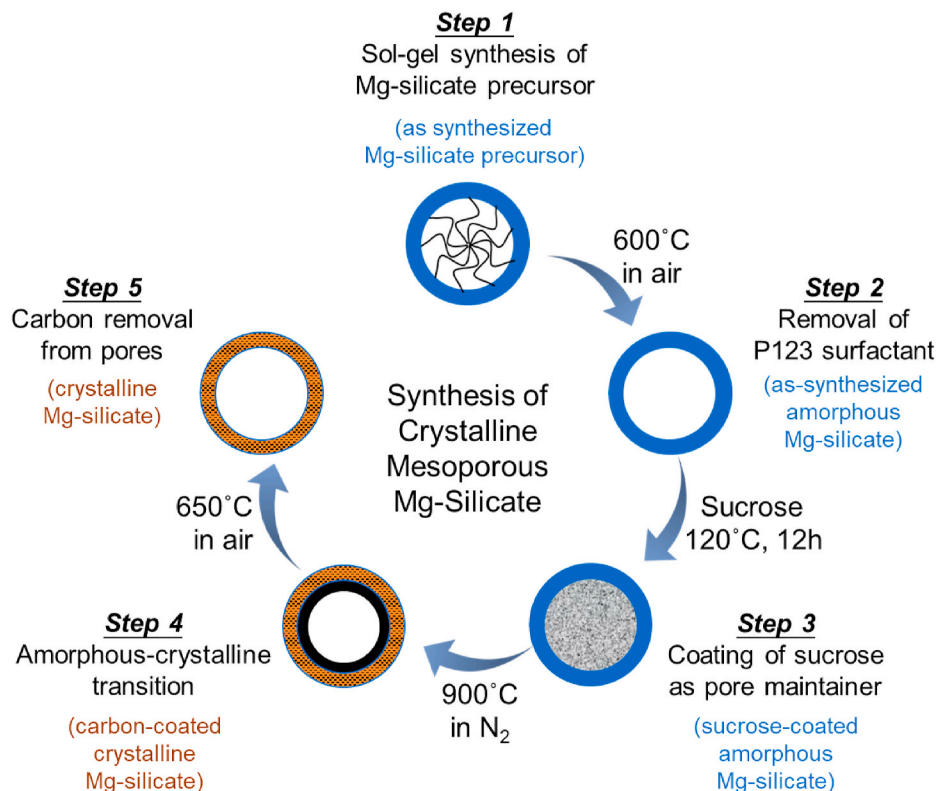 Step 1
Sol-gel synthesis of
Mg-silicate precursor
(as synthesized
Mg-silicate precursor)
600˚C
in air
Step 2
Removal of
P123 surfactant
(as-synthesized
amorphous
Mg-silicate)
Sucrose
120˚C, 12h
Step 3
Coating of sucrose
as pore maintainer
(sucrose-coated
amorphous
Mg-silicate)
900˚C
in N₂
Step 4
Amorphous-crystalline
transition
(carbon-coated
crystalline
Mg-silicate)
650˚C
in air
Step 5
Carbon removal
from pores
(crystalline
Mg-silicate)
Synthesis of
Crystalline
Mesoporous
Mg-Silicate